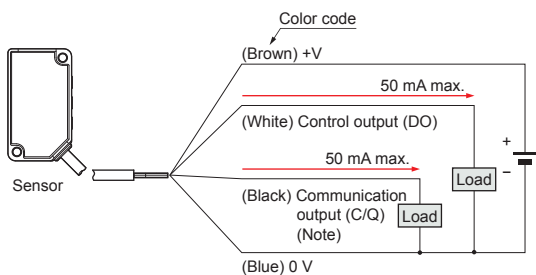 Color code
(Brown) +V
50 mA max.
(White) Control output (DO)
+
50 mA max.
Load
−
Sensor
(Black) Communication
output (C/Q)
Load
(Note)
(Blue) 0 V